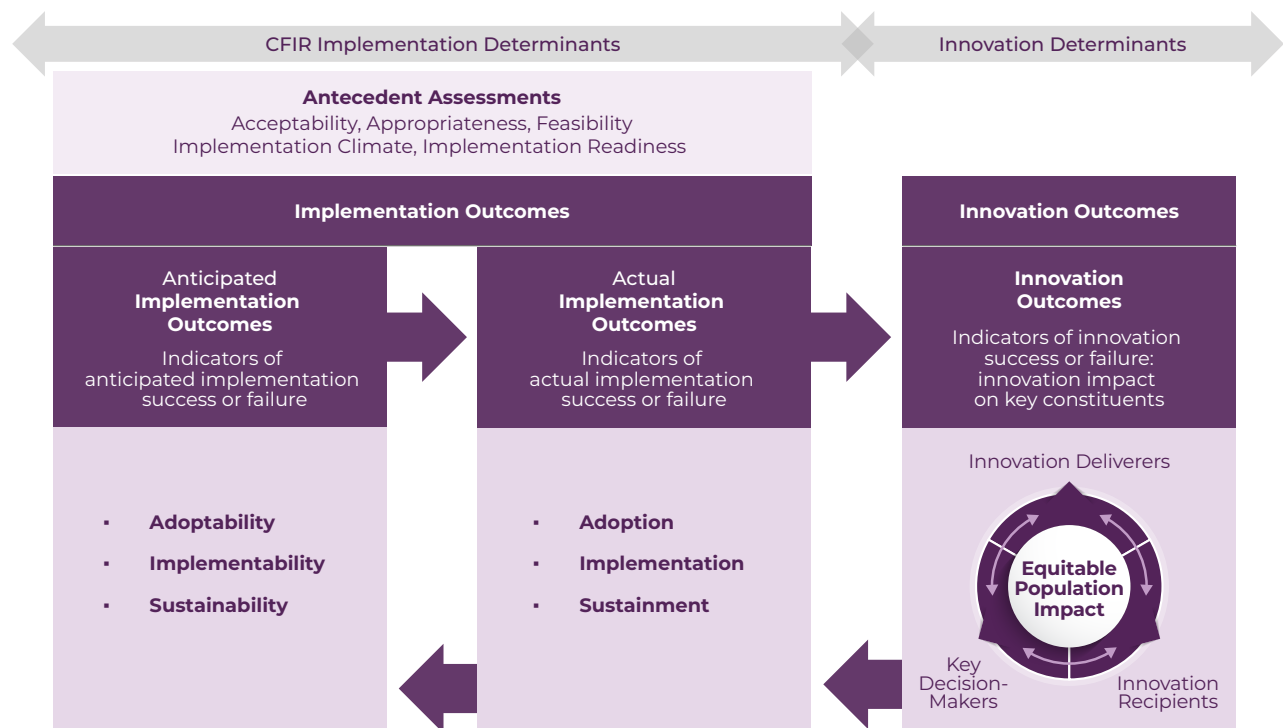 CFIR Implementation Determinants
Innovation Determinants
Antecedent Assessments
Acceptability, Appropriateness, Feasibility
Implementation Climate, Implementation Readiness
Implementation Outcomes
Innovation Outcomes
Anticipated
Implementation
Outcomes
Indicators of
anticipated implementation
success or failure
Actual
Implementation
Outcomes
Indicators of
actual implementation
success or failure
Innovation
Outcomes
Indicators of innovation
success or failure:
innovation impact
on key constituents
▪ Adoptability
▪ Implementability
▪ Sustainability
▪ Adoption
▪ Implementation
▪ Sustainment
Innovation Deliverers
Equitable
Population
Impact
Key
Decision-
Makers
Innovation
Recipients